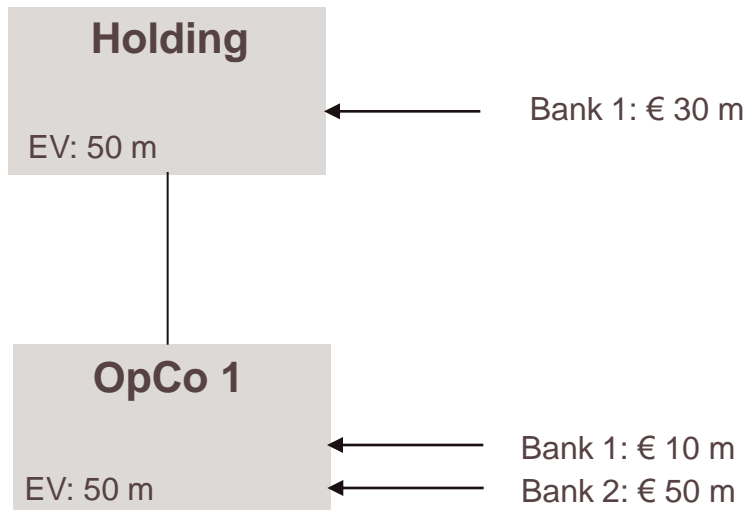 Holding
Bank 1: € 30 m
EV: 50 m
OpCo 1
Bank 1: € 10 m
EV: 50 m
Bank 2: € 50 m